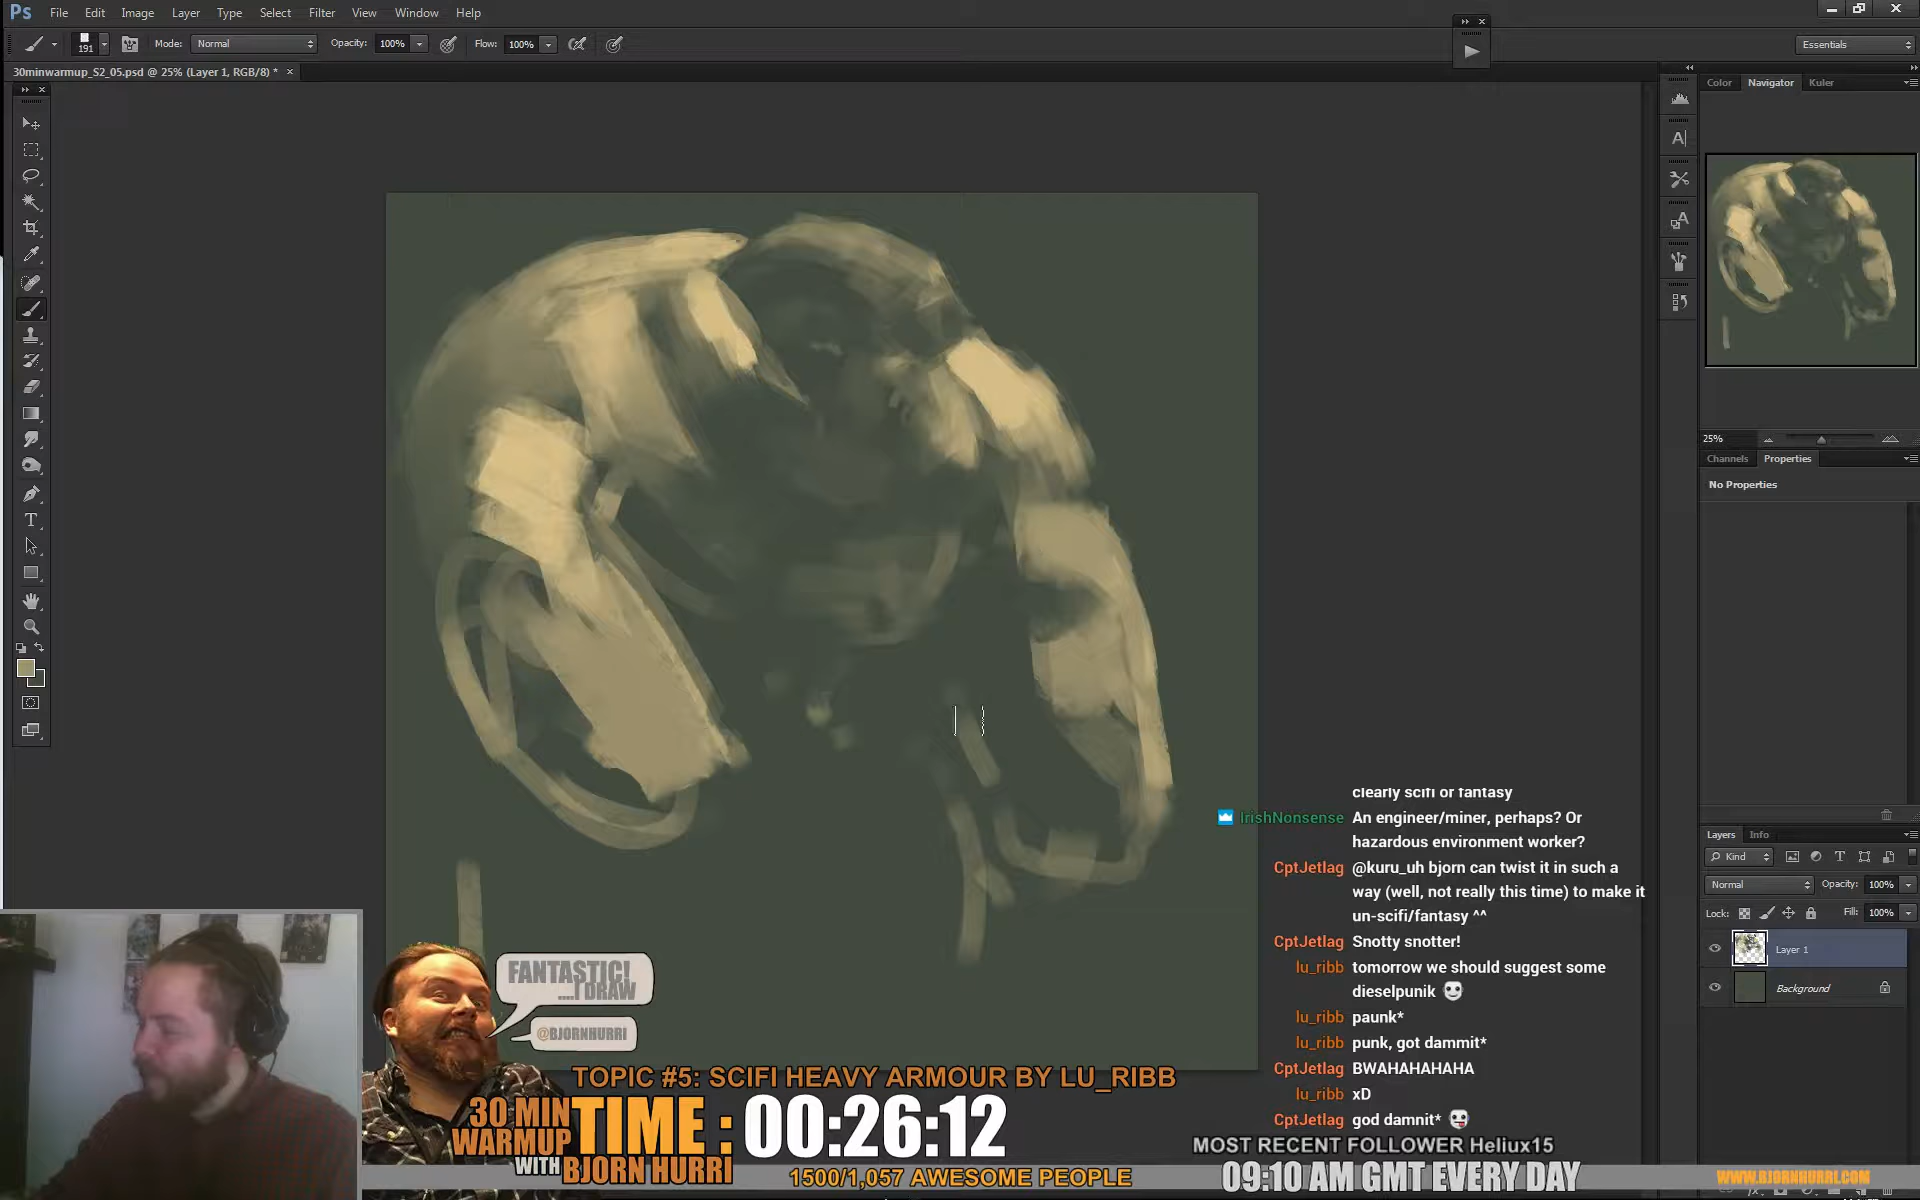 Ps File Edit Image Layer Type Select Filter View Window Help
191 Mode: Normal Opacity: 100% Flow: 100% Essentials
30minwarmup_S2_05.psd @ 25% (Layer 1, RGB/8) *
Color Navigator Kuler
25%
Channels Properties
No Properties
clearly scifi or fantasy
IrishNonsense An engineer/miner, perhaps? Or
hazardous environment worker?
CptJetlag @kuru_uh bjorn can twist it in such a
way (well, not really this time) to make it
un-scifi/fantasy ^^
CptJetlag Snotty snotter!
lu_ribb tomorrow we should suggest some
dieselpunik
lu_ribb paunk*
lu_ribb punk, got dammit*
CptJetlag BWAHAHAHAHA
lu_ribb xD
CptJetlag god damnit*
Layers Info
Kind
Normal Opacity: 100%
Lock: Fill: 100%
Layer 1
Background
FANTASTIC!
....I DRAW
@BJORNHURRI
TOPIC #5: SCIFI HEAVY ARMOUR BY LU_RIBB
30 MIN
WARMUP
WITH BJORN HURRI
TIME : 00:26:12
1500/1,057 AWESOME PEOPLE
MOST RECENT FOLLOWER Heliux15
09:10 AM GMT EVERY DAY
WWW.BJORNHURRI.COM